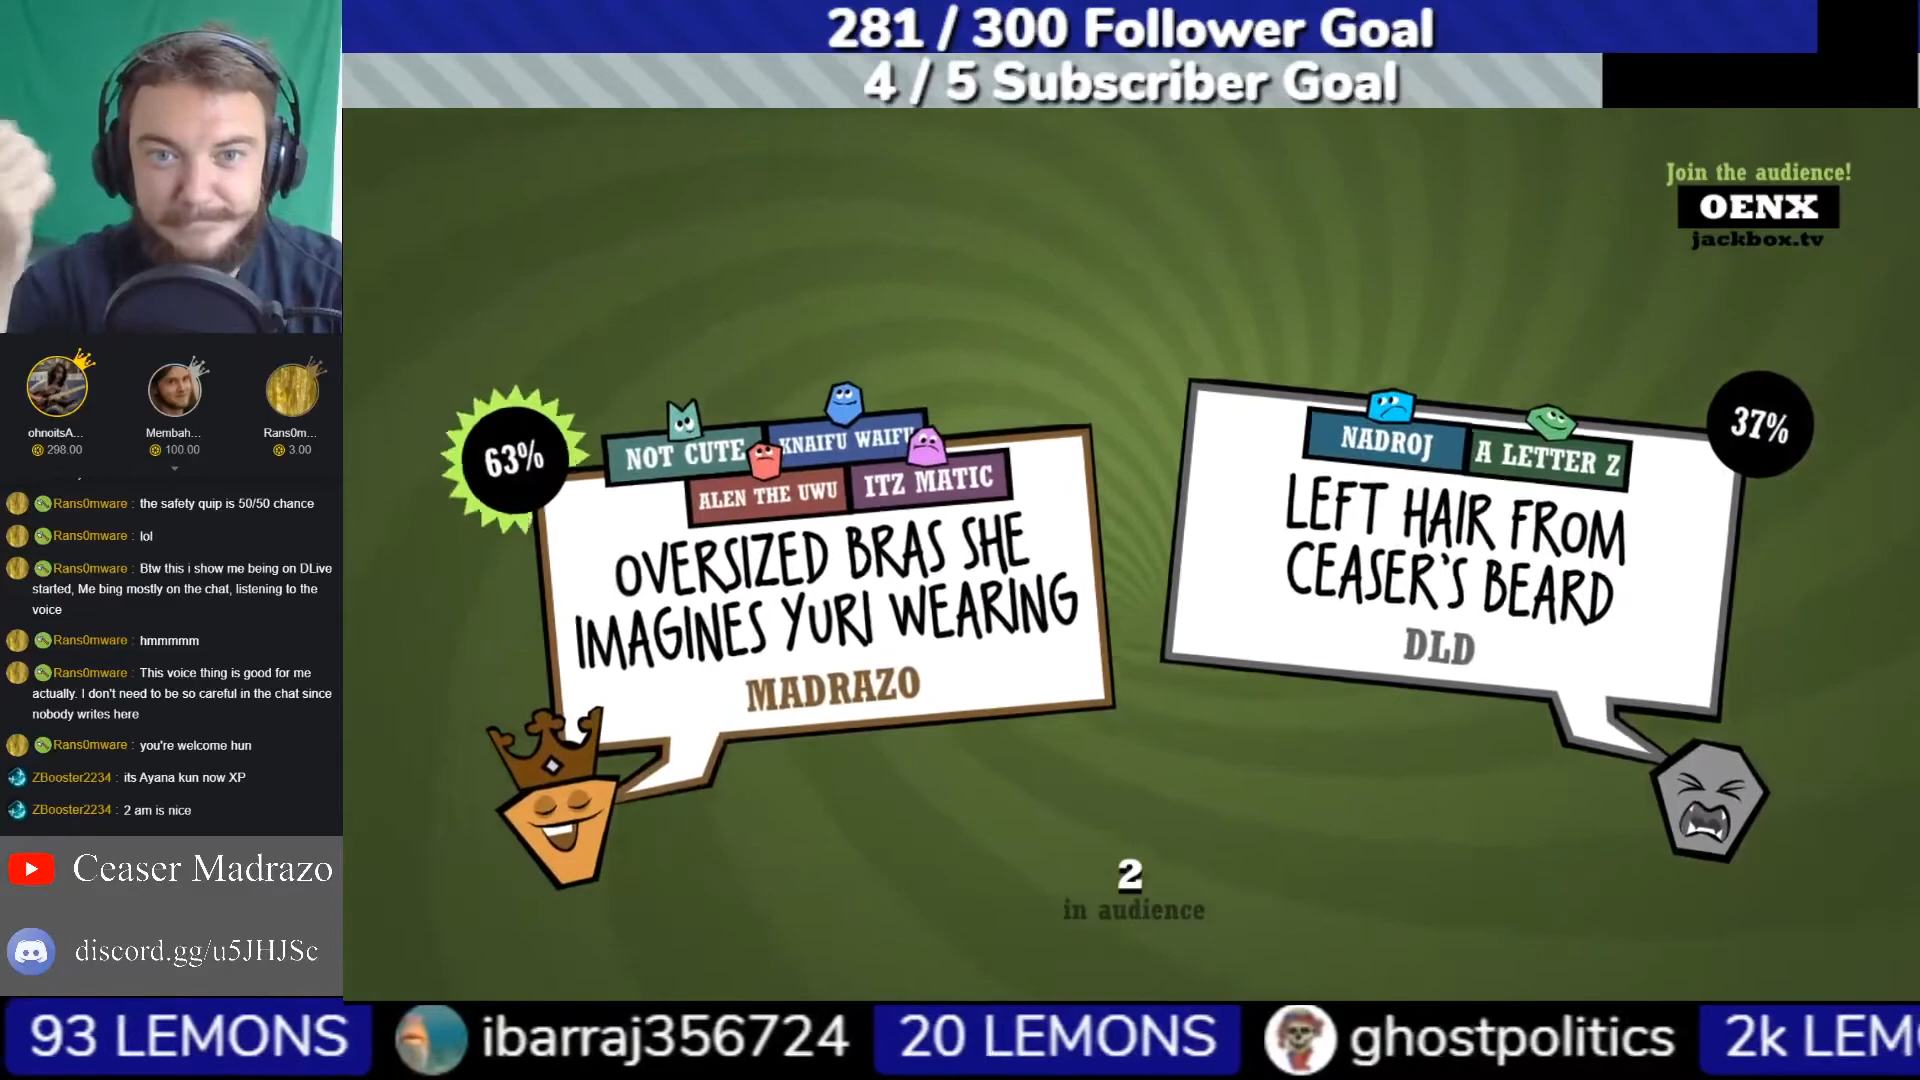 281 / 300 Follower Goal
4 / 5 Subscriber Goal
Join the audience!
OENX
jackbox.tv
63%
NOT CUTE
KNAIFU WAIFU
ALEN THE UWU
ITZ MATIC
OVERSIZED BRAS SHE
IMAGINES YURI WEARING
MADRAZO
37%
NADROJ
A LETTER Z
LEFT HAIR FROM
CEASER'S BEARD
DLD
2
in audience
ohnoitsA...
Membah...
Rans0m...
298.00
100.00
3.00
Rans0mware : the safety quip is 50/50 chance
Rans0mware : lol
Rans0mware : Btw this i show me being on DLive
started, Me bing mostly on the chat, listening to the
voice
Rans0mware : hmmmmm
Rans0mware : This voice thing is good for me
actually. I don't need to be so careful in the chat since
nobody writes here
Rans0mware : you're welcome hun
ZBooster2234 : its Ayana kun now XP
ZBooster2234 : 2 am is nice
Ceaser Madrazo
discord.gg/u5JHJSc
93 LEMONS ibarraj356724 20 LEMONS ghostpolitics 2k LEM